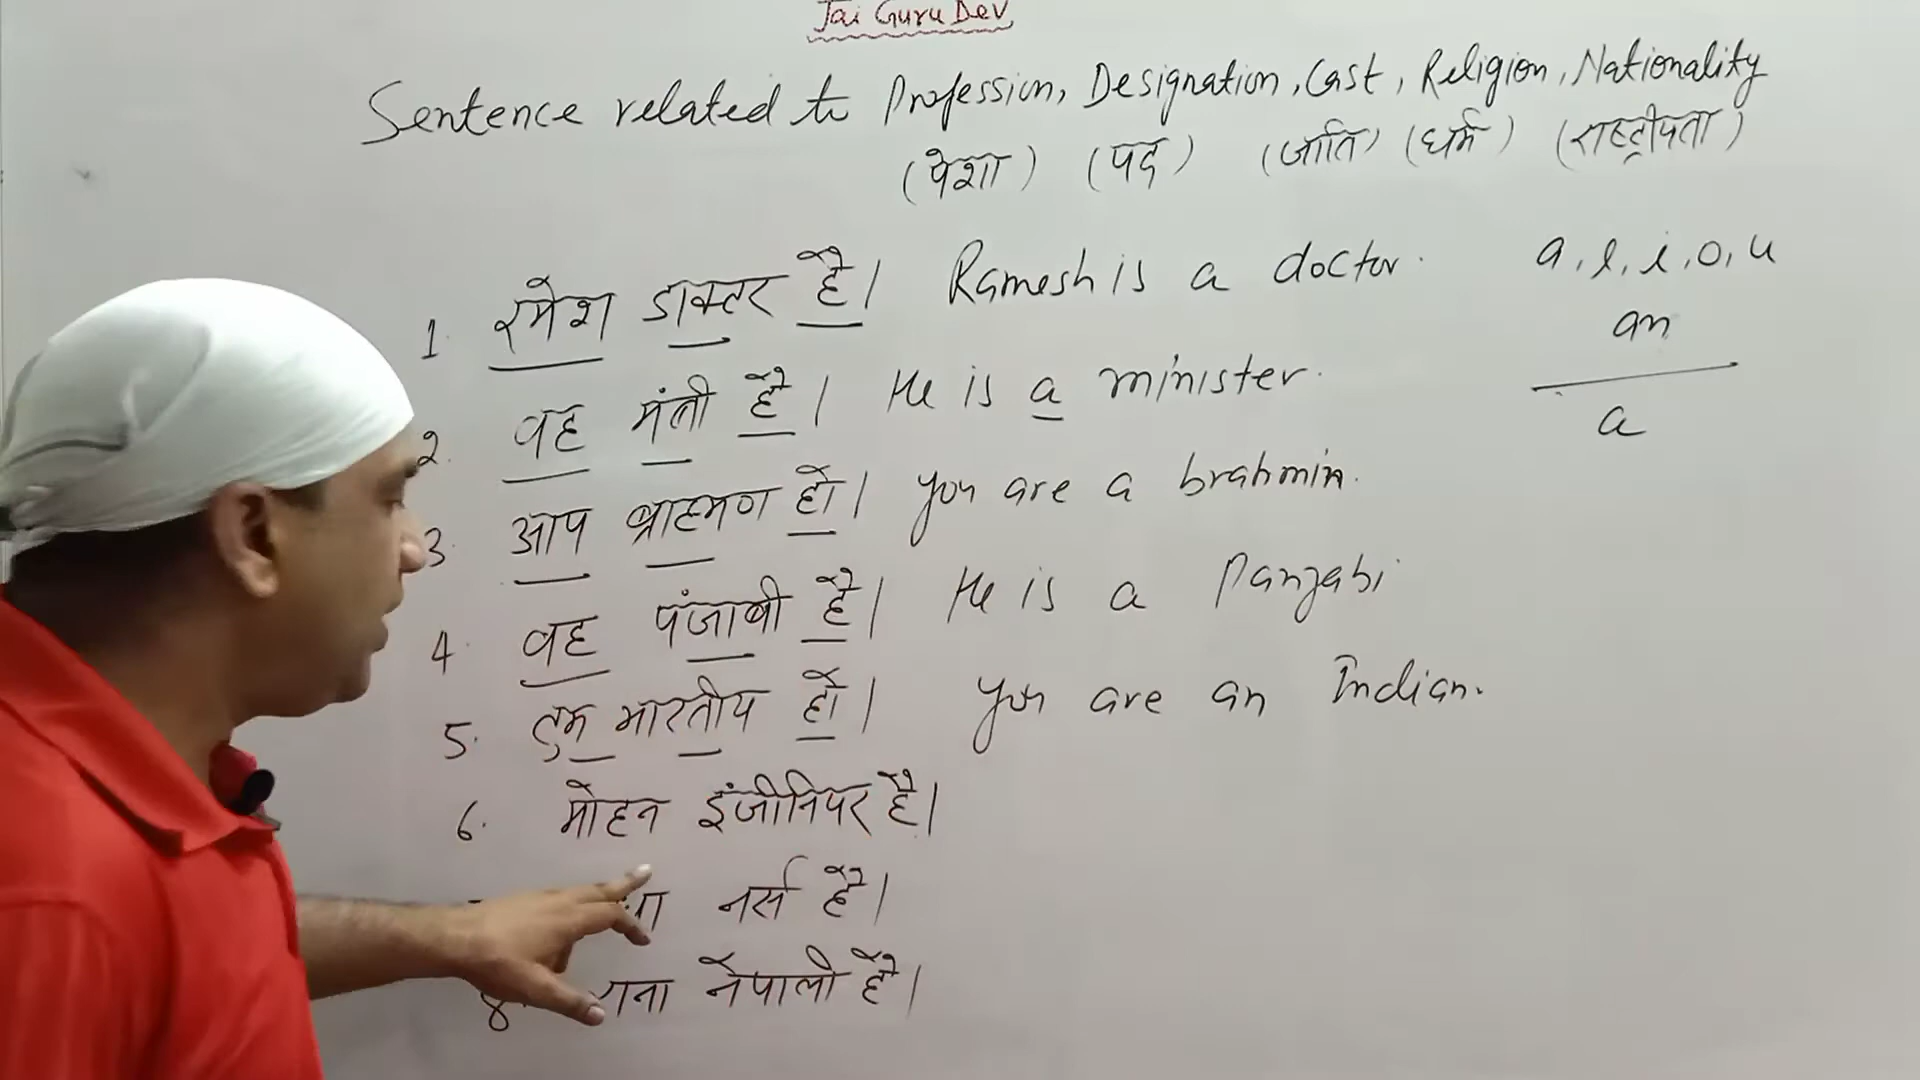 Jai Guru Dev
Sentence related to Profession, Designation, Cast, Religion, Nationality
(पेशा) (पद) (जाति) (धर्म) (राष्ट्रीयता)
1. रमेश डाक्टर है। Ramesh is a doctor.
a, e, i, o, u
an
2. वह मंत्री है। He is a minister.
a
3. आप ब्राह्मण हो। You are a brahmin.
4. वह पंजाबी है। He is a Panjabi
5. तुम भारतीय हो। You are an Indian.
6. मोहन इंजीनियर है।
नर्स है।
8. नेपाली है।